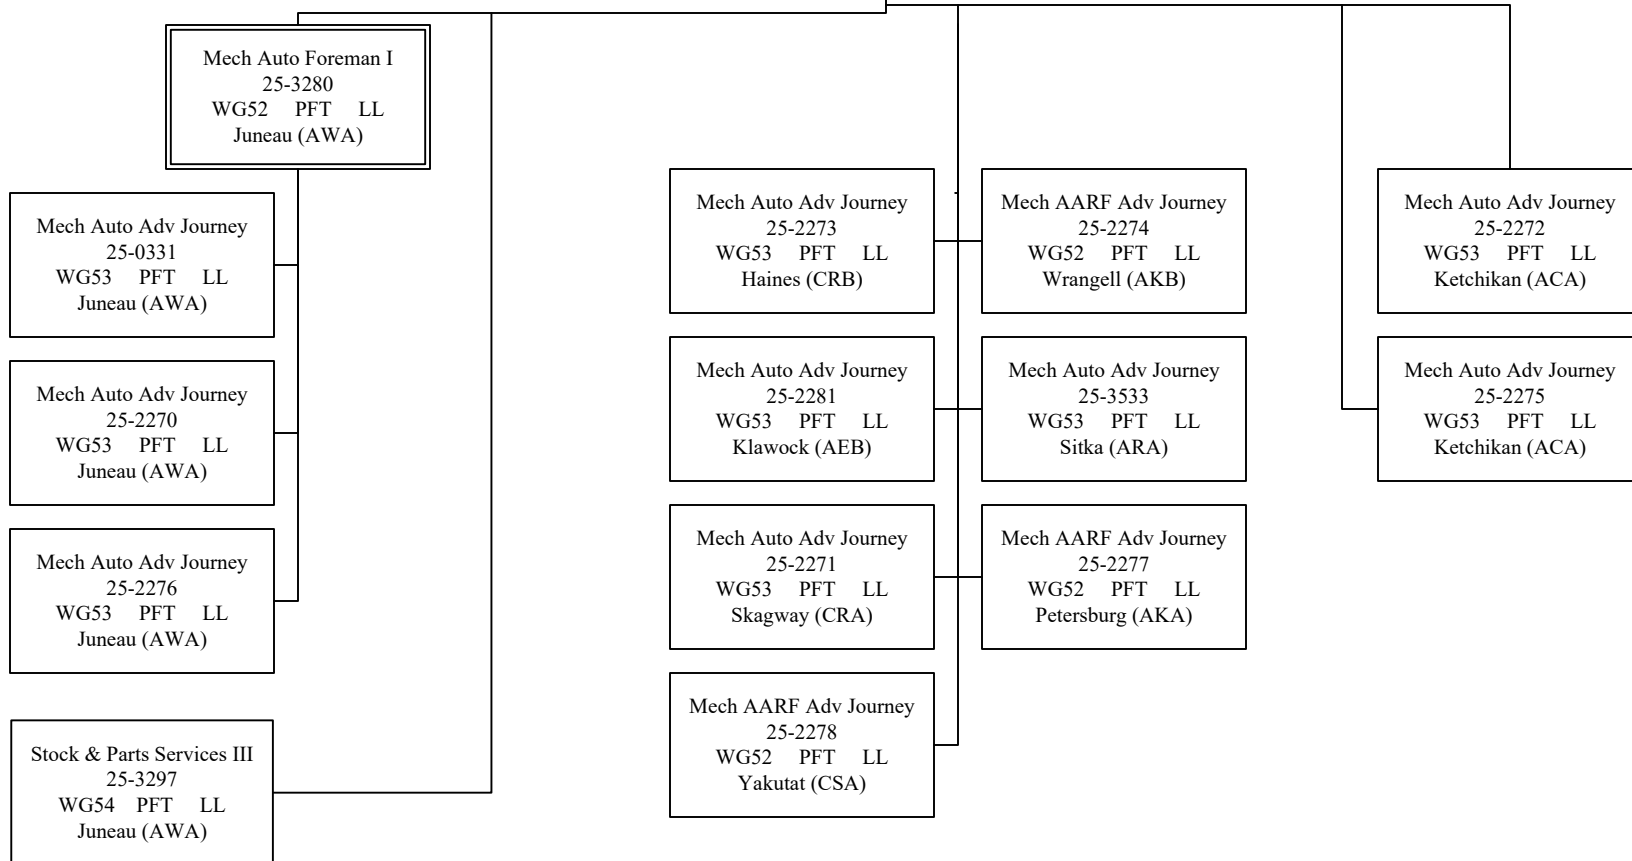 Mech Auto Foreman I
25-3280
WG52 PFT LL
Juneau (AWA)
Mech Auto Adv Journey
25-0331
WG53 PFT LL
Juneau (AWA)
Mech Auto Adv Journey
25-2270
WG53 PFT LL
Juneau (AWA)
Mech Auto Adv Journey
25-2276
WG53 PFT LL
Juneau (AWA)
Stock & Parts Services III
25-3297
WG54 PFT LL
Juneau (AWA)
Mech Auto Adv Journey
25-2273
WG53 PFT LL
Haines (CRB)
Mech AARF Adv Journey
25-2274
WG52 PFT LL
Wrangell (AKB)
Mech Auto Adv Journey
25-2281
WG53 PFT LL
Klawock (AEB)
Mech Auto Adv Journey
25-3533
WG53 PFT LL
Sitka (ARA)
Mech Auto Adv Journey
25-2271
WG53 PFT LL
Skagway (CRA)
Mech AARF Adv Journey
25-2277
WG52 PFT LL
Petersburg (AKA)
Mech AARF Adv Journey
25-2278
WG52 PFT LL
Yakutat (CSA)
Mech Auto Adv Journey
25-2272
WG53 PFT LL
Ketchikan (ACA)
Mech Auto Adv Journey
25-2275
WG53 PFT LL
Ketchikan (ACA)